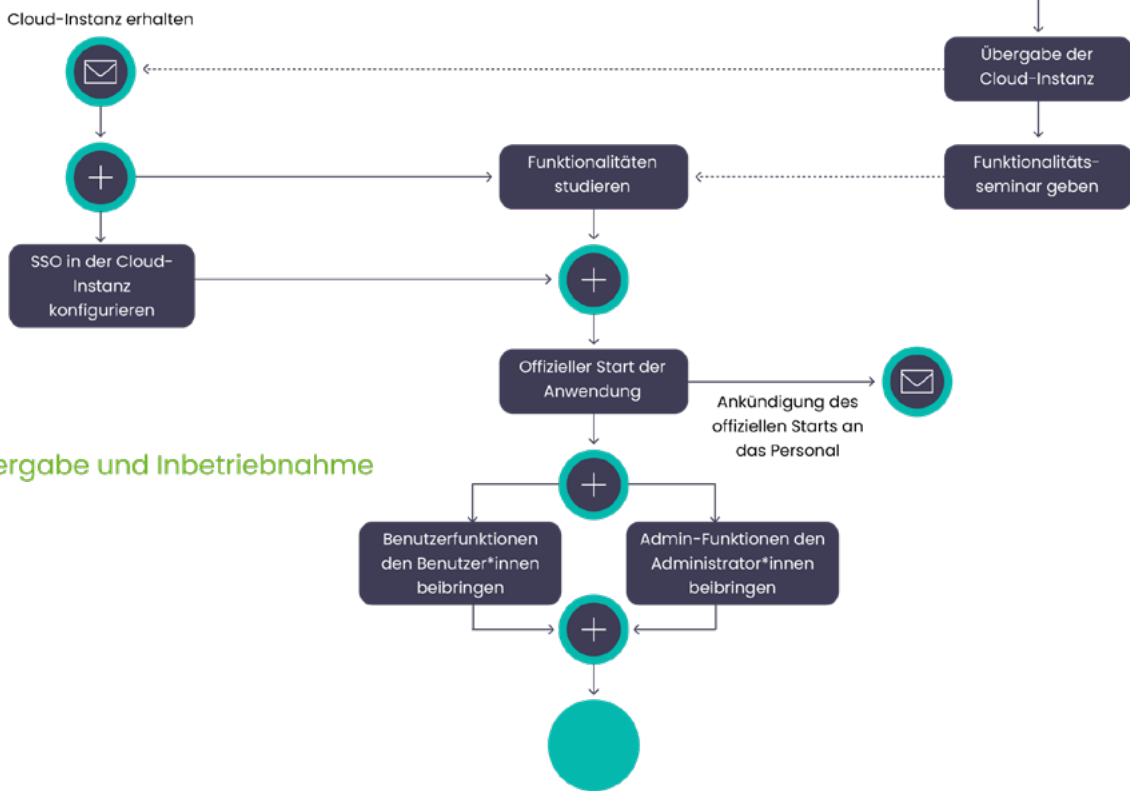 Cloud-Instanz erhalten
Übergabe der
Cloud-Instanz
Funktionalitäten
studieren
Funktionalitäts-
seminar geben
SSO in der Cloud-
Instanz
konfigurieren
Offizieller Start der
Anwendung
Ankündigung des
offiziellen Starts an
das Personal
ergabe und Inbetriebnahme
Benutzerfunktionen
den Benutzer*innen
beibringen
Admin-Funktionen den
Administrator*innen
beibringen